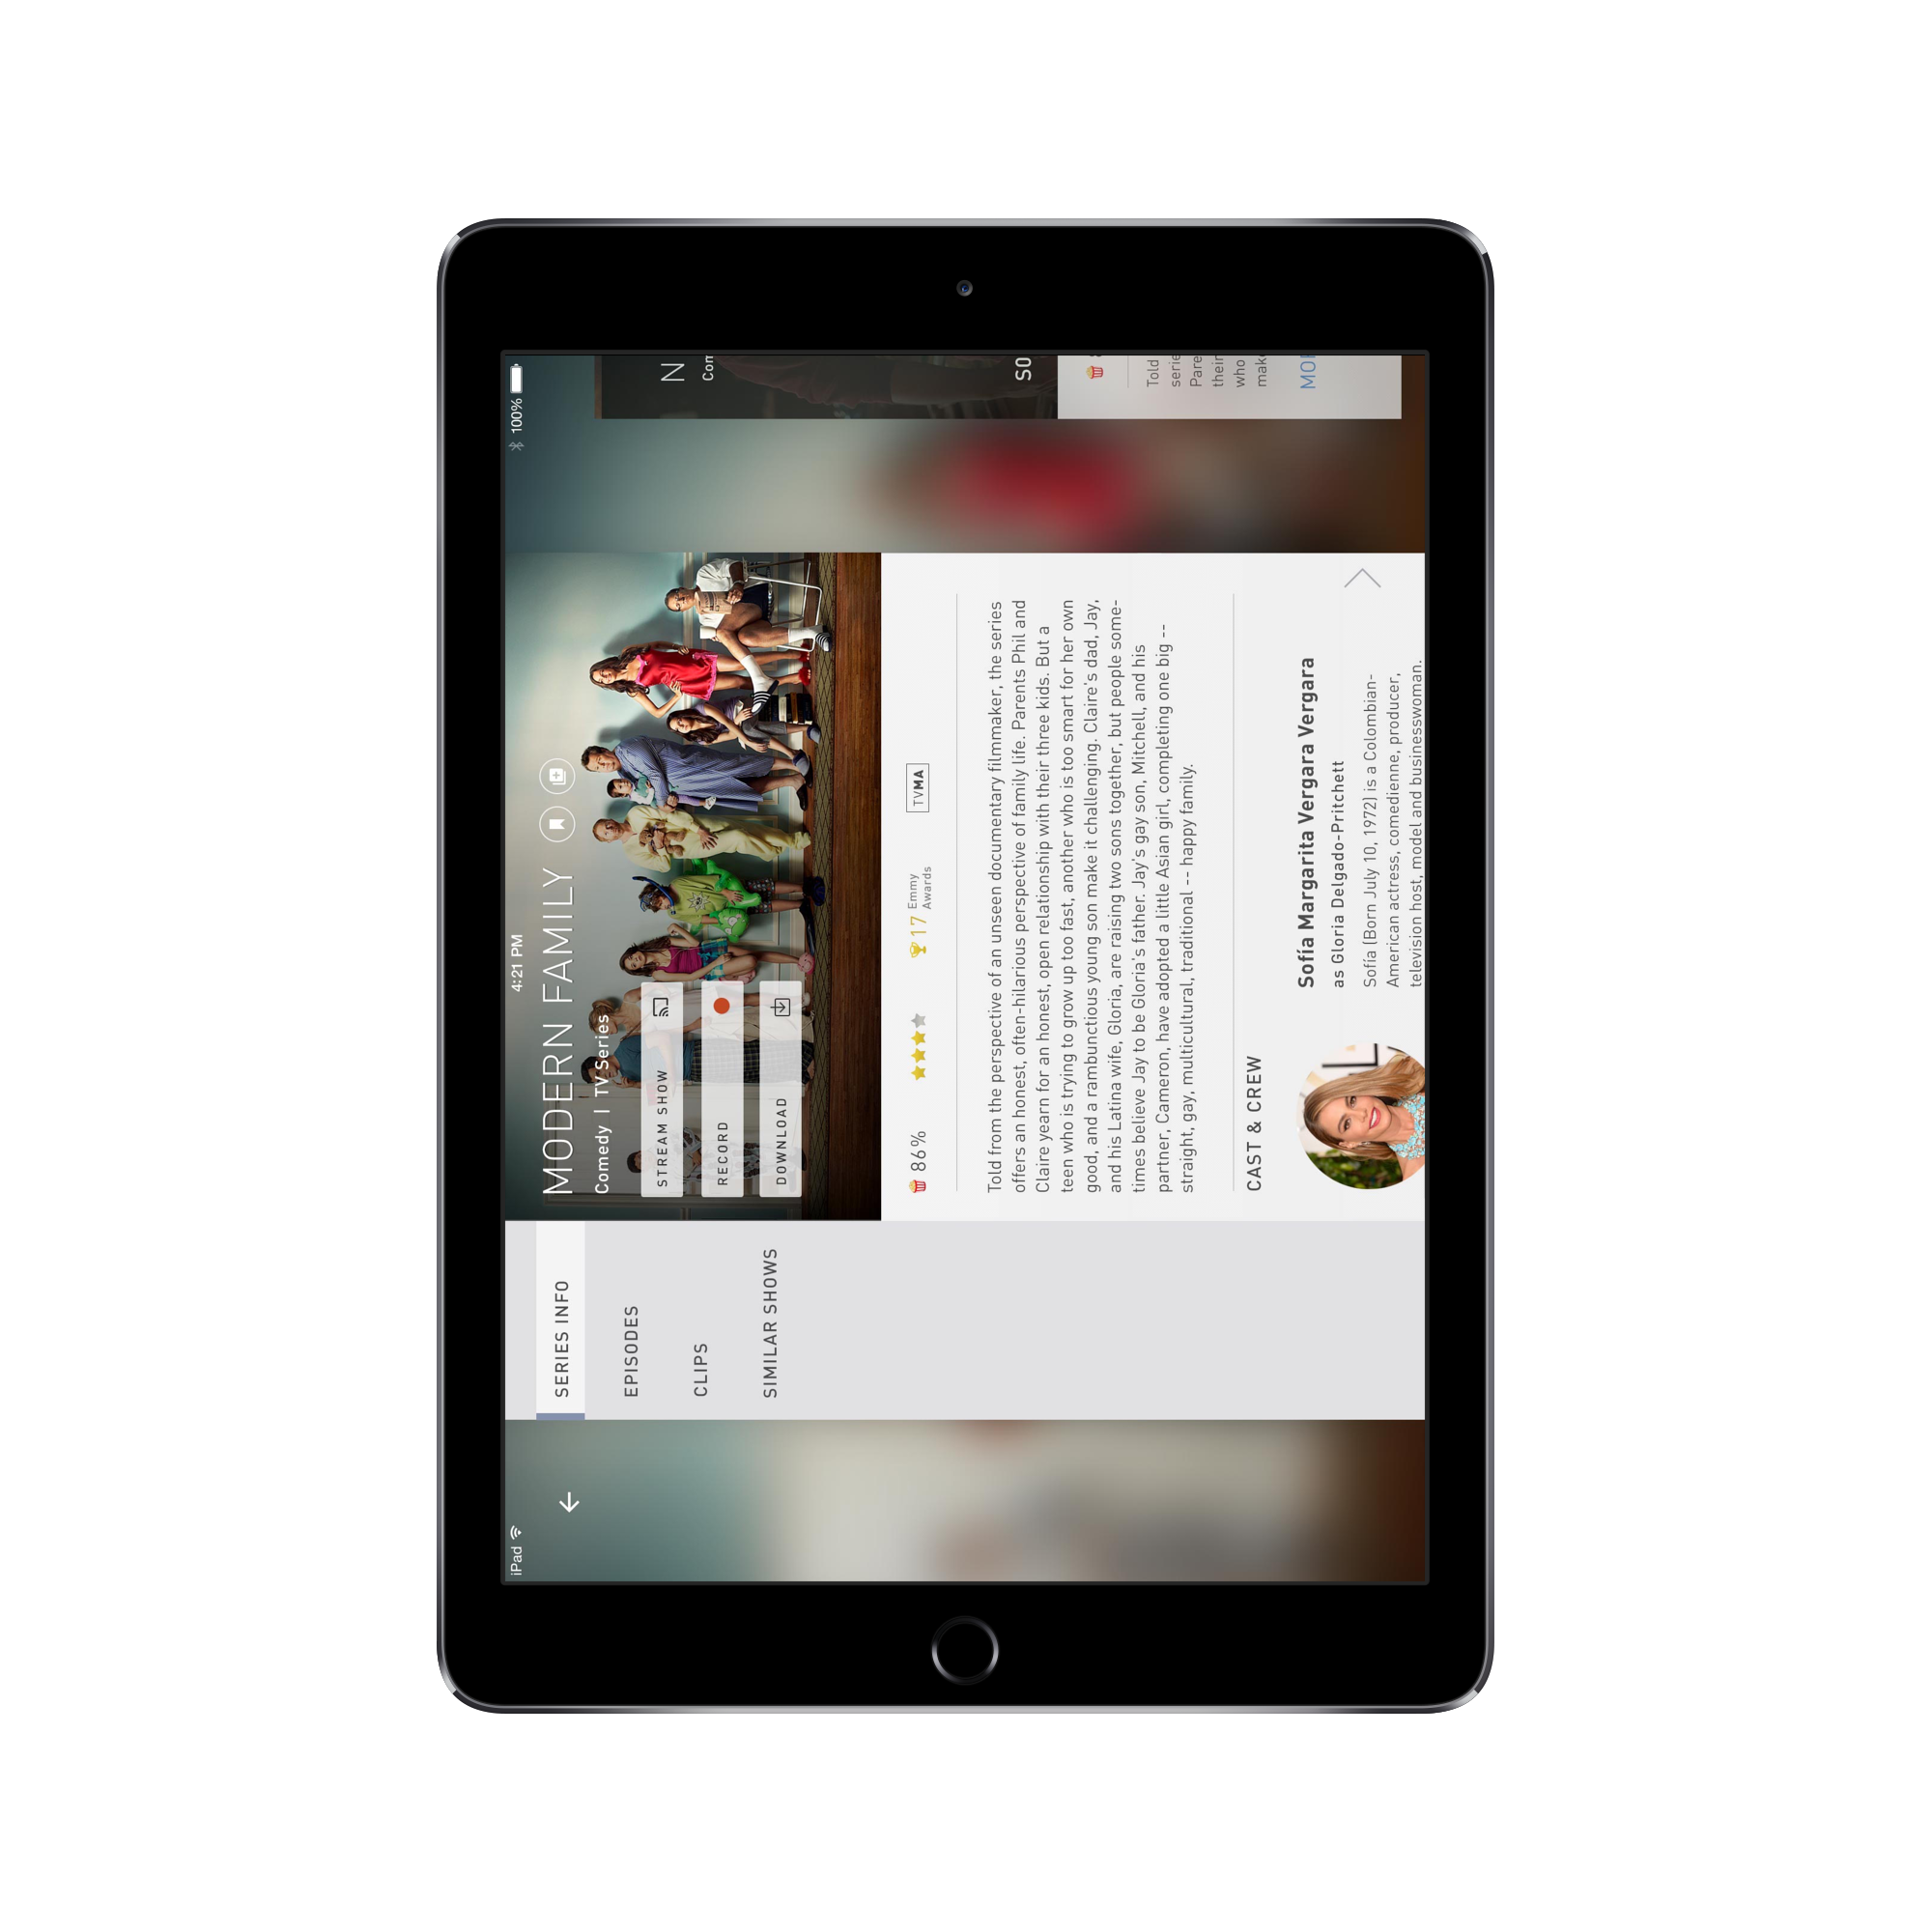 iPad
4:21 PM
100%
SERIES INFO
EPISODES
CLIPS
SIMILAR SHOWS
MODERN FAMILY
Comedy | TV Series
STREAM SHOW
RECORD
DOWNLOAD
86%
17 Emmy
Awards
TVMA
Told from the perspective of an unseen documentary filmmaker, the series
offers an honest, often-hilarious perspective of family life. Parents Phil and
Claire yearn for an honest, open relationship with their three kids. But a
teen who is trying to grow up too fast, another who is too smart for her own
good, and a rambunctious young son make it challenging. Claire's dad, Jay,
and his Latina wife, Gloria, are raising two sons together, but people some-
times believe Jay to be Gloria's father. Jay's gay son, Mitchell, and his
partner, Cameron, have adopted a little Asian girl, completing one big --
straight, gay, multicultural, traditional -- happy family.
CAST & CREW
Sofía Margarita Vergara Vergara
as Gloria Delgado-Pritchett
Sofía (Born July 10, 1972) is a Colombian-
American actress, comedienne, producer,
television host, model and businesswoman.
N
Com
SO
Told
serie
Pare
their
who
mak
MO